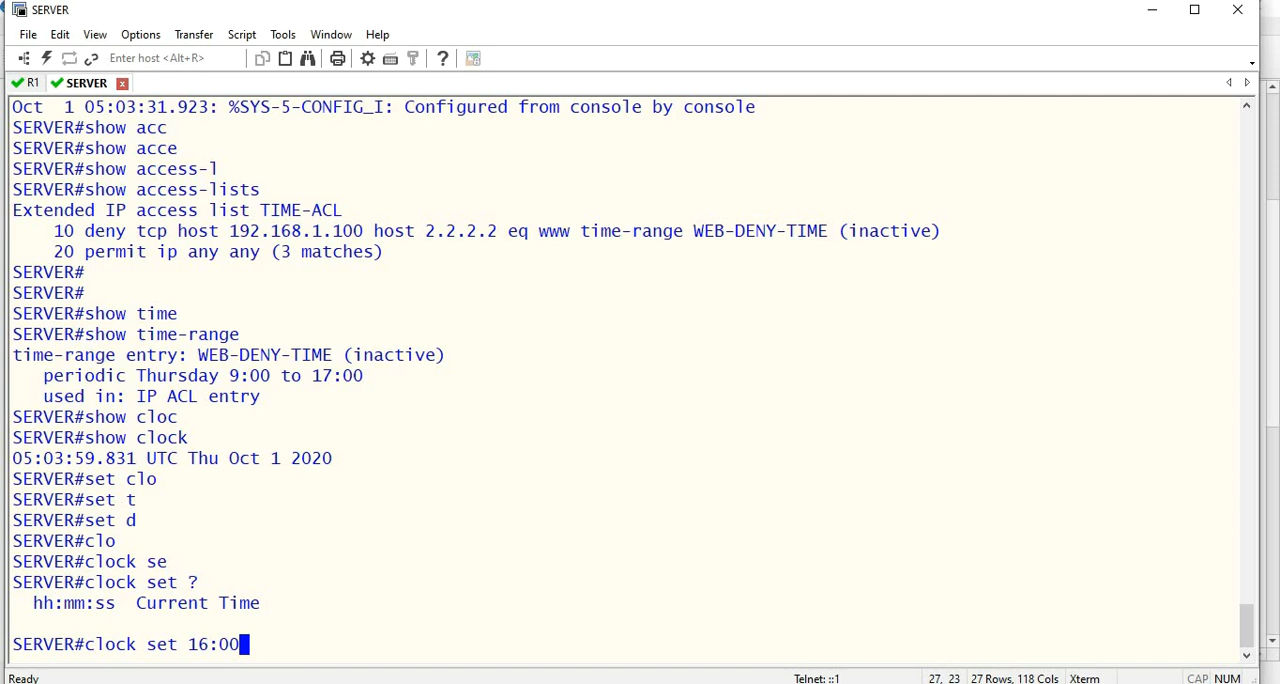 SERVER
File Edit View Options Transfer Script Tools Window Help
Enter host <Alt+R>
R1 SERVER
Oct  1 05:03:31.923: %SYS-5-CONFIG_I: Configured from console by console
SERVER#show acc
SERVER#show acce
SERVER#show access-l
SERVER#show access-lists
Extended IP access list TIME-ACL
    10 deny tcp host 192.168.1.100 host 2.2.2.2 eq www time-range WEB-DENY-TIME (inactive)
    20 permit ip any any (3 matches)
SERVER#
SERVER#
SERVER#show time
SERVER#show time-range
time-range entry: WEB-DENY-TIME (inactive)
   periodic Thursday 9:00 to 17:00
   used in: IP ACL entry
SERVER#show cloc
SERVER#show clock
05:03:59.831 UTC Thu Oct 1 2020
SERVER#set clo
SERVER#set t
SERVER#set d
SERVER#clo
SERVER#clock se
SERVER#clock set ?
  hh:mm:ss  Current Time
SERVER#clock set 16:00
Ready Telnet: ::1 27, 23 27 Rows, 118 Cols Xterm CAP NUM